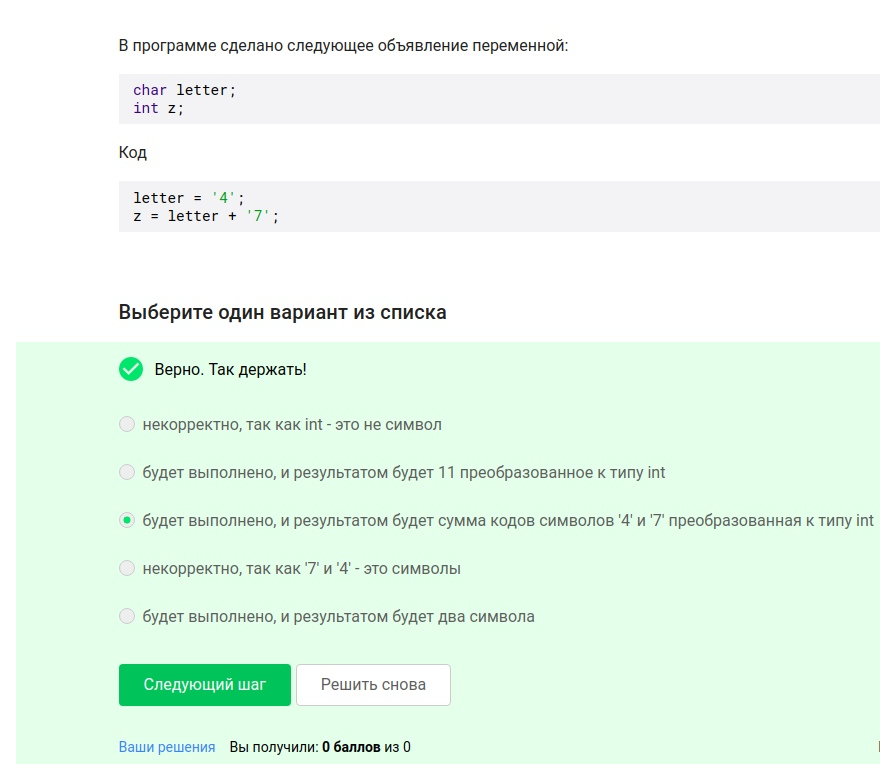 В программе сделано следующее объявление переменной:
char letter;
int z;
Код
letter = '4';
z = letter + '7';
Выберите один вариант из списка
Верно. Так держать!
некорректно, так как int - это не символ
будет выполнено, и результатом будет 11 преобразованное к типу int
будет выполнено, и результатом будет сумма кодов символов '4' и '7' преобразованная к типу int
некорректно, так как '7' и '4' - это символы
будет выполнено, и результатом будет два символа
Следующий шаг Решить снова
Ваши решения Вы получили: 0 баллов из 0